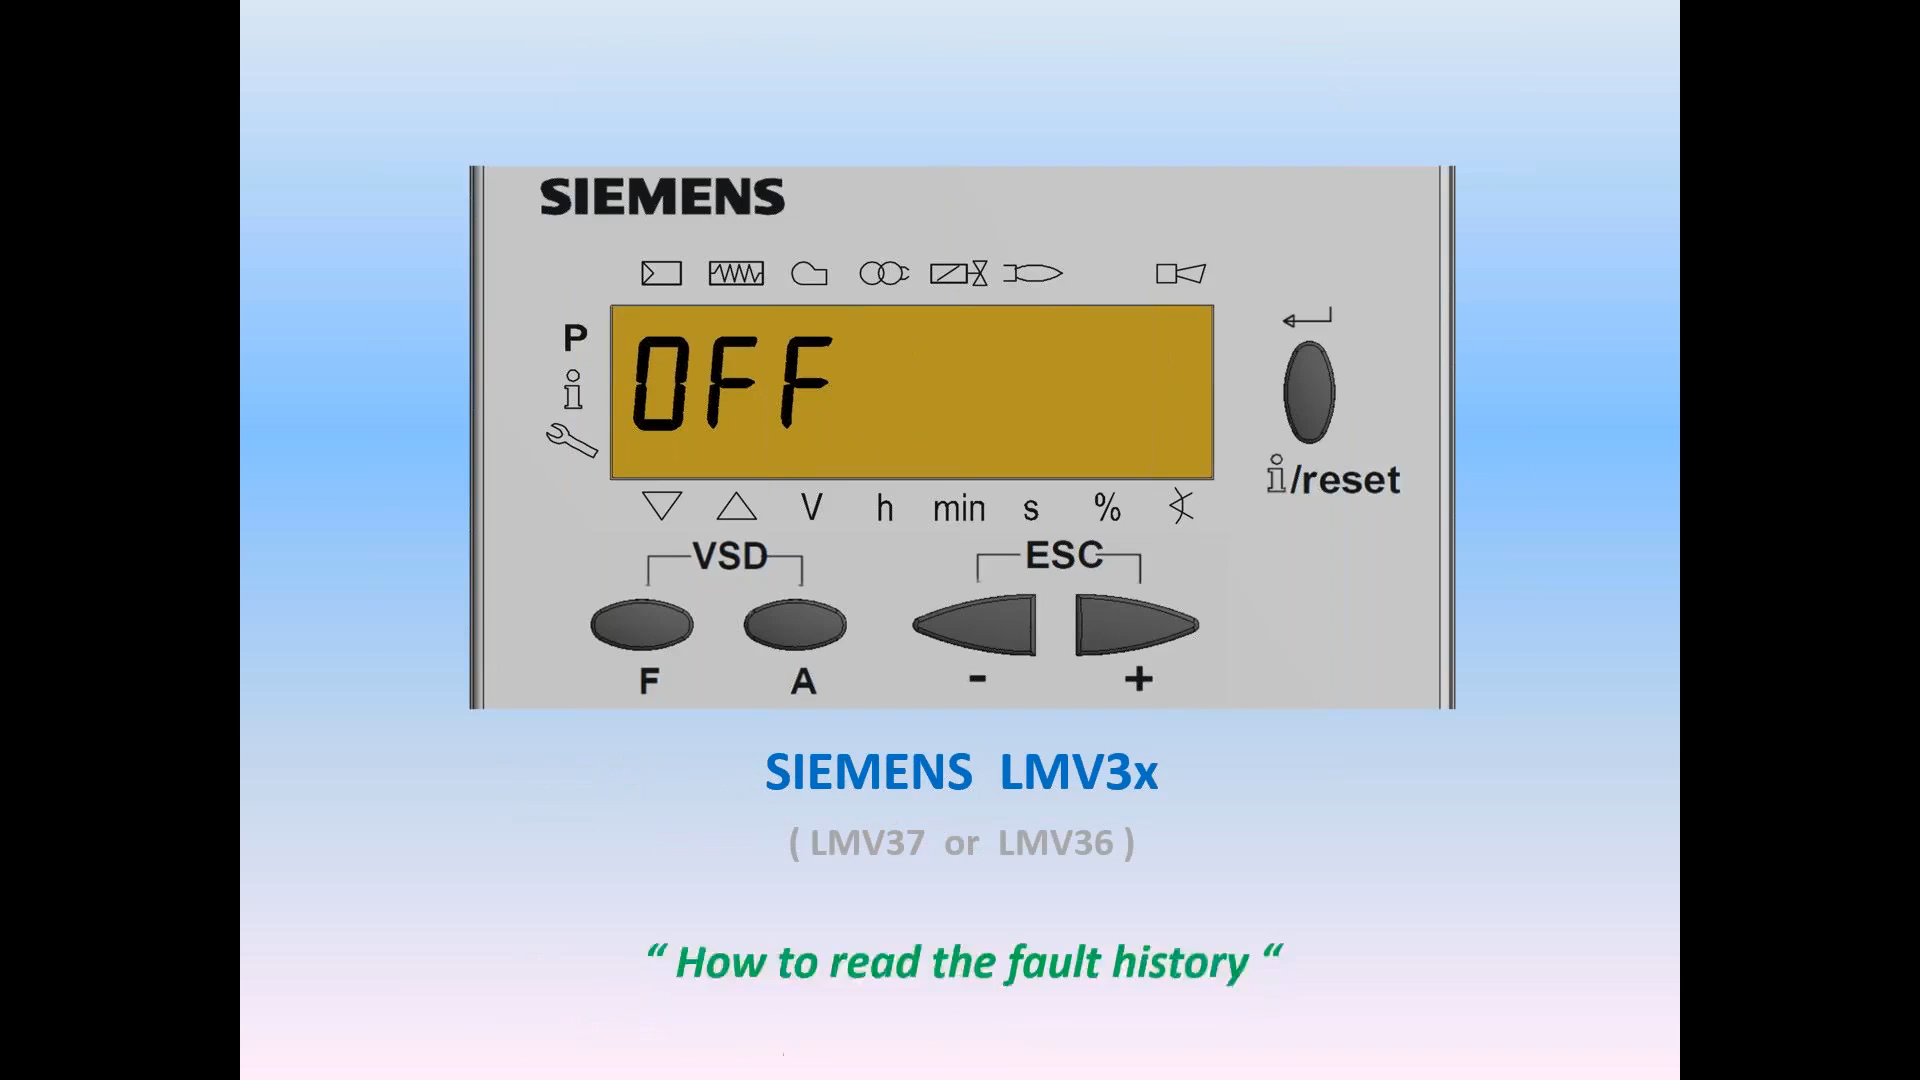 SIEMENS
P
OFF
i
i/reset
V h min s %
VSD ESC
F A - +
SIEMENS LMV3x
( LMV37 or LMV36 )
“ How to read the fault history “